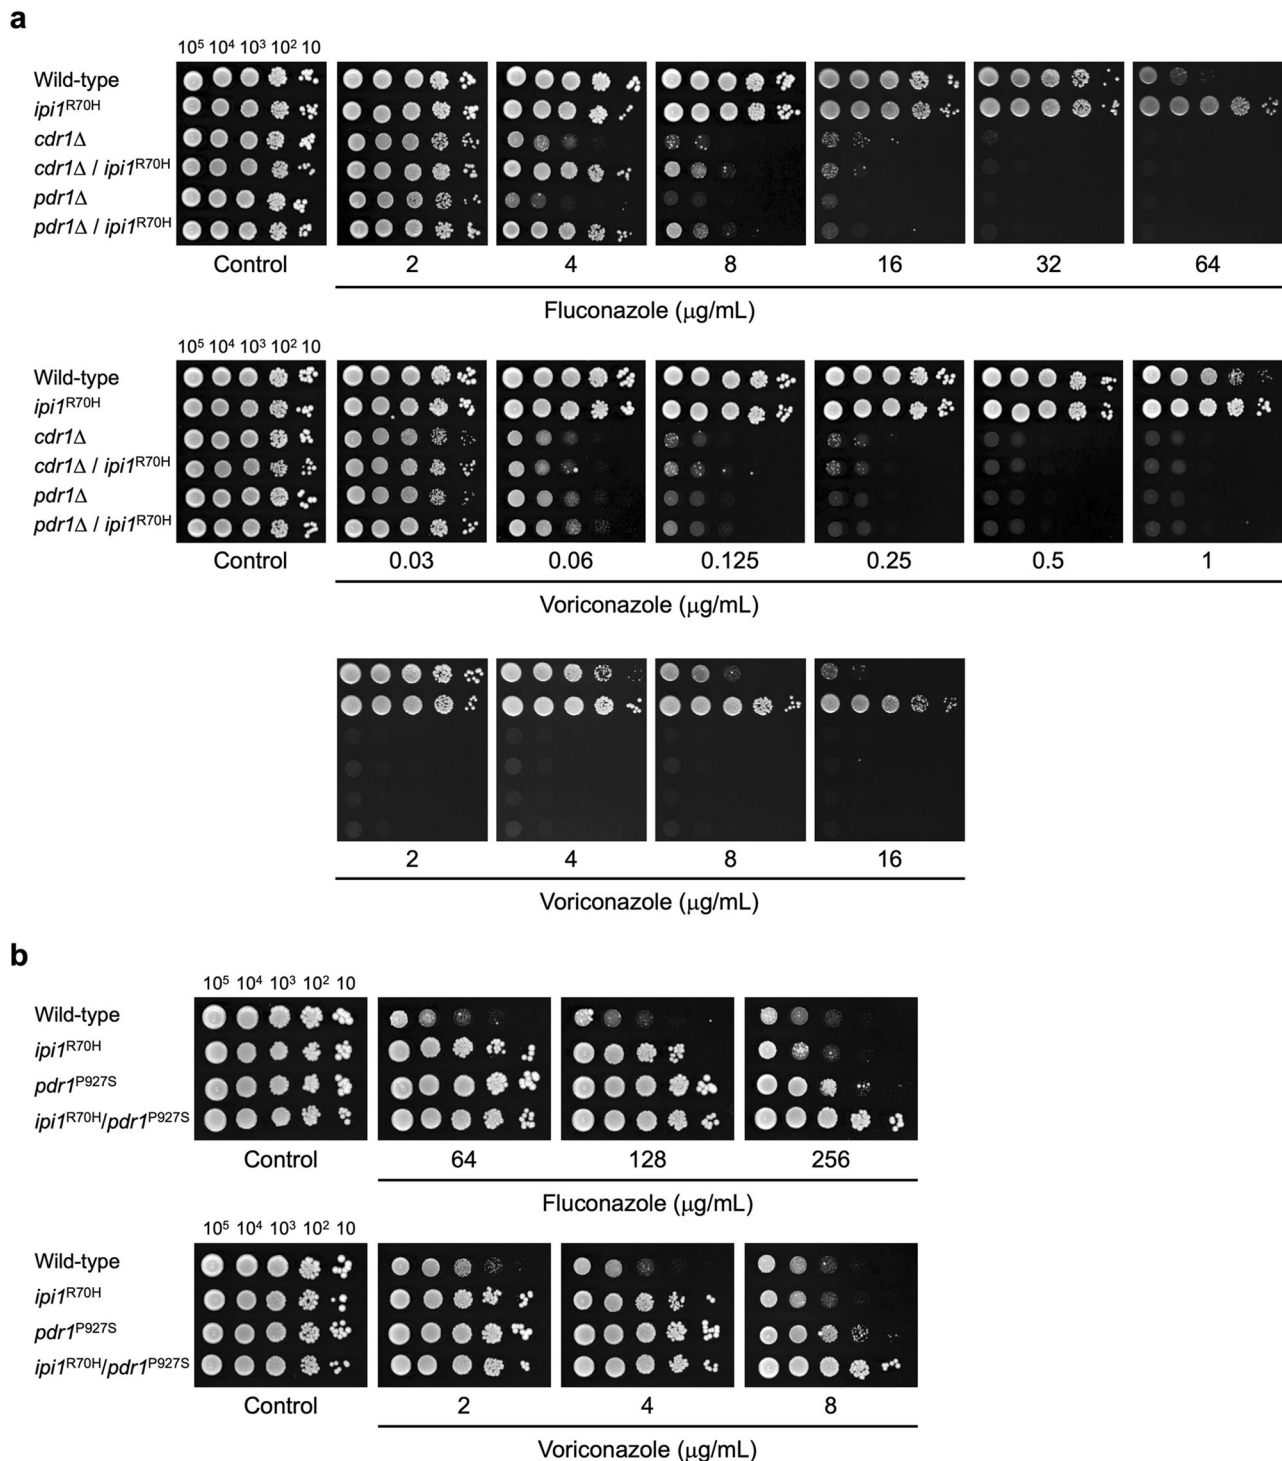 a
10⁵ 10⁴ 10³ 10² 10
Wild-type
ipi1ᴿ⁷⁰ᴴ
cdr1Δ
cdr1Δ / ipi1ᴿ⁷⁰ᴴ
pdr1Δ
pdr1Δ / ipi1ᴿ⁷⁰ᴴ
Control 2 4 8 16 32 64
Fluconazole (μg/mL)
10⁵ 10⁴ 10³ 10² 10
Wild-type
ipi1ᴿ⁷⁰ᴴ
cdr1Δ
cdr1Δ / ipi1ᴿ⁷⁰ᴴ
pdr1Δ
pdr1Δ / ipi1ᴿ⁷⁰ᴴ
Control 0.03 0.06 0.125 0.25 0.5 1
Voriconazole (μg/mL)
2 4 8 16
Voriconazole (μg/mL)
b
10⁵ 10⁴ 10³ 10² 10
Wild-type
ipi1ᴿ⁷⁰ᴴ
pdr1ᴾ⁹²⁷ˢ
ipi1ᴿ⁷⁰ᴴ/pdr1ᴾ⁹²⁷ˢ
Control 64 128 256
Fluconazole (μg/mL)
10⁵ 10⁴ 10³ 10² 10
Wild-type
ipi1ᴿ⁷⁰ᴴ
pdr1ᴾ⁹²⁷ˢ
ipi1ᴿ⁷⁰ᴴ/pdr1ᴾ⁹²⁷ˢ
Control 2 4 8
Voriconazole (μg/mL)